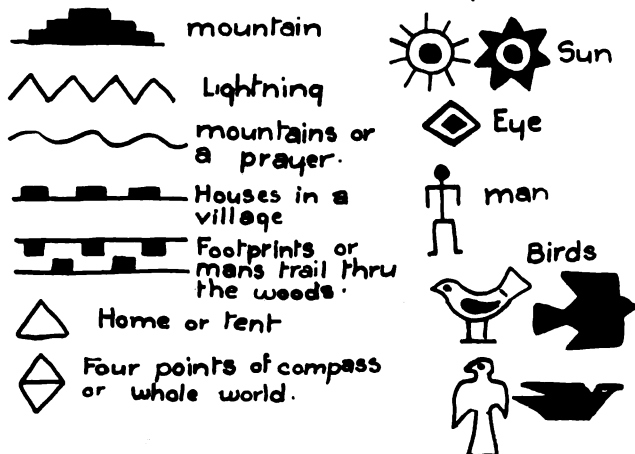 mountain
Lightning
mountains or
a prayer.
Houses in a
village
Footprints or
mans trail thru
the woods.
Home or tent
Four points of compass
or whole world.
Sun
Eye
man
Birds